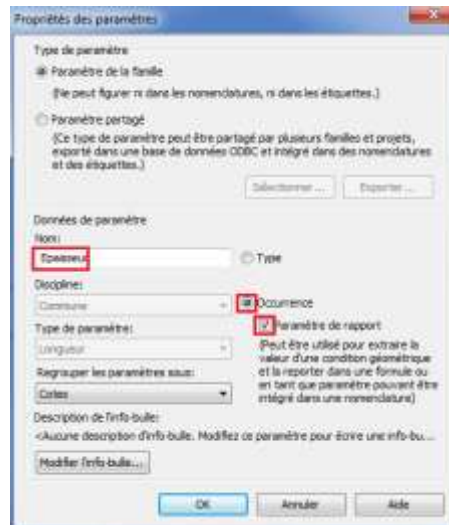 Propriétés des paramètres
Type de paramètre
Paramètre de la famille
(Ne peut figurer ni dans les nomenclatures, ni dans les étiquettes.)
Paramètre partagé
(Ce type de paramètre peut être partagé par plusieurs familles et projets,
exporté dans une base de données ODBC et intégré dans des nomenclatures
et des étiquettes.)
Sélectionner ... Exporter ...
Données de paramètre
Nom:
Epaisseur Type
Discipline:
Commune Occurrence
Type de paramètre: Paramètre de rapport
Longueur (Peut être utilisé pour extraire la
valeur d'une condition géométrique
Regrouper les paramètres sous: et la reporter dans une formule ou
Cotes en tant que paramètre pouvant être
intégré dans une nomenclature)
Description de l'info-bulle:
<Aucune description d'info-bulle. Modifiez ce paramètre pour écrire une info-bu...
Modifier l'info-bulle...
OK Annuler Aide